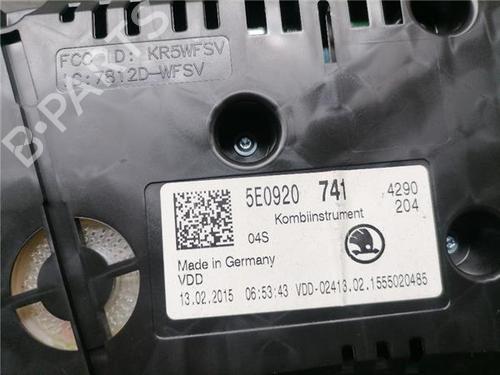 FCC ID: KR5WFSV
IC:7812D-WFSV
B-PARTS
5E0920 741 4290
Kombiinstrument 204
04S
Made in Germany
VDD
13.02.2015 06:53:43 VDD-02413.02.1555020485